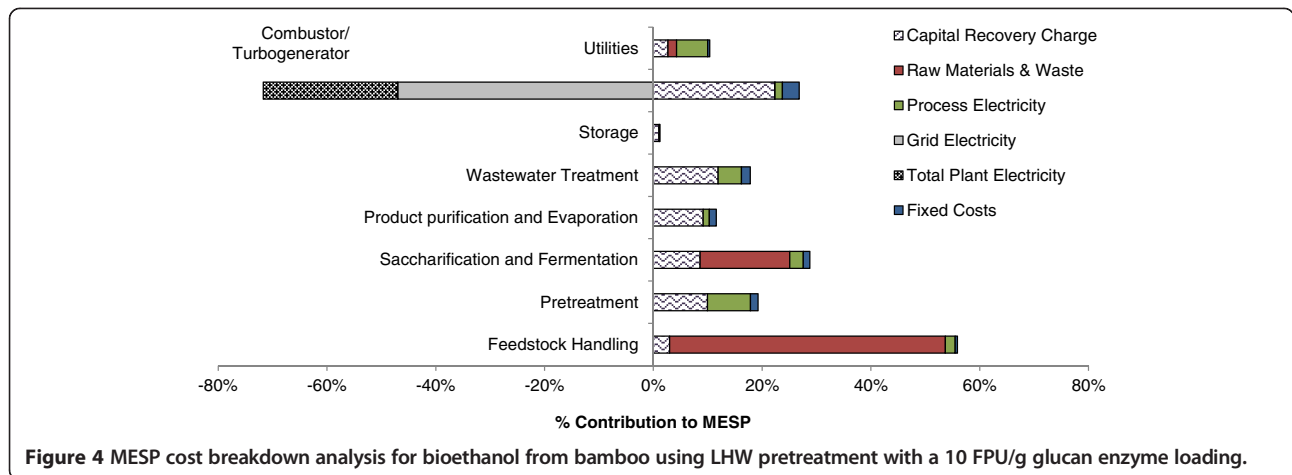 Combustor/
Turbogenerator
Utilities
Storage
Wastewater Treatment
Product purification and Evaporation
Saccharification and Fermentation
Pretreatment
Feedstock Handling
Capital Recovery Charge
Raw Materials & Waste
Process Electricity
Grid Electricity
Total Plant Electricity
Fixed Costs
-80% -60% -40% -20% 0% 20% 40% 60% 80%
% Contribution to MESP
Figure 4 MESP cost breakdown analysis for bioethanol from bamboo using LHW pretreatment with a 10 FPU/g glucan enzyme loading.